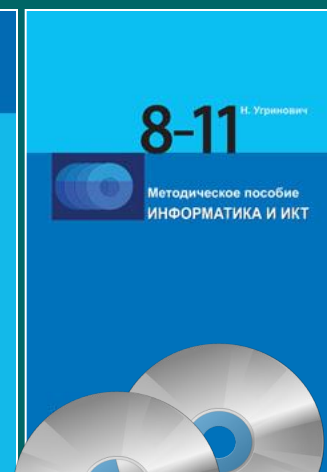 Н. Угринович
8-11
Методическое пособие
ИНФОРМАТИКА И ИКТ